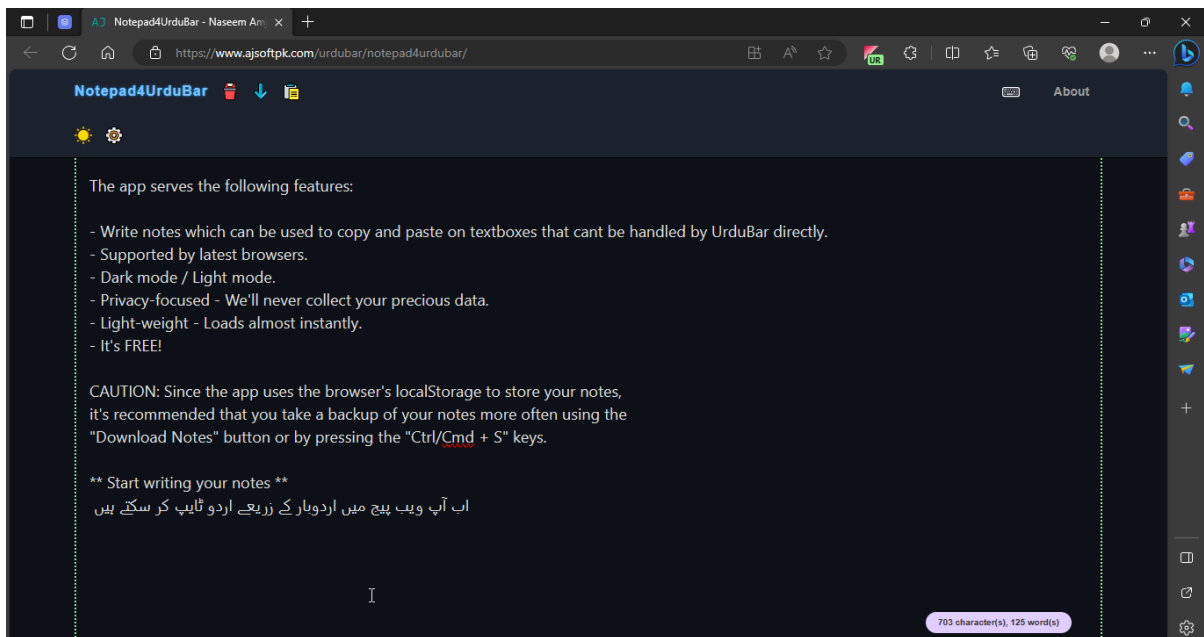 Notepad4UrduBar - Naseem Am
https://www.ajsoftpk.com/urdubar/notepad4urdubar/
UR
Notepad4UrduBar
About
The app serves the following features:
- Write notes which can be used to copy and paste on textboxes that cant be handled by UrduBar directly.
- Supported by latest browsers.
- Dark mode / Light mode.
- Privacy-focused - We'll never collect your precious data.
- Light-weight - Loads almost instantly.
- It's FREE!
CAUTION: Since the app uses the browser's localStorage to store your notes,
it's recommended that you take a backup of your notes more often using the
"Download Notes" button or by pressing the "Ctrl/Cmd + S" keys.
** Start writing your notes **
اب آپ ویب پیج میں اردوبار کے زریعے اردو ٹایپ کر سکتے ہیں
703 character(s), 125 word(s)